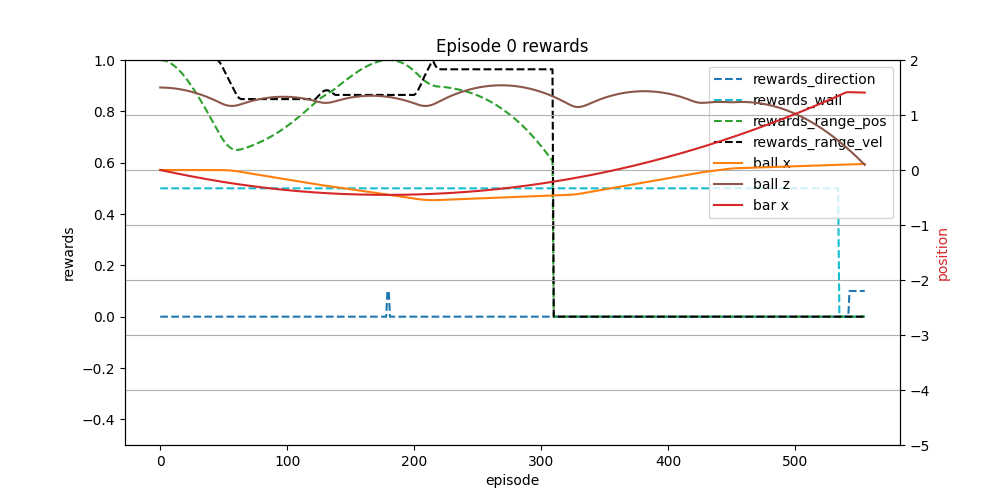 Episode 0 rewards
1.0
0.8
0.6
0.4
0.2
0.0
−0.2
−0.4
rewards
0
100
200
300
400
500
episode
2
1
0
−1
−2
−3
−4
−5
position
rewards_direction
rewards_wall
rewards_range_pos
rewards_range_vel
ball x
ball z
bar x